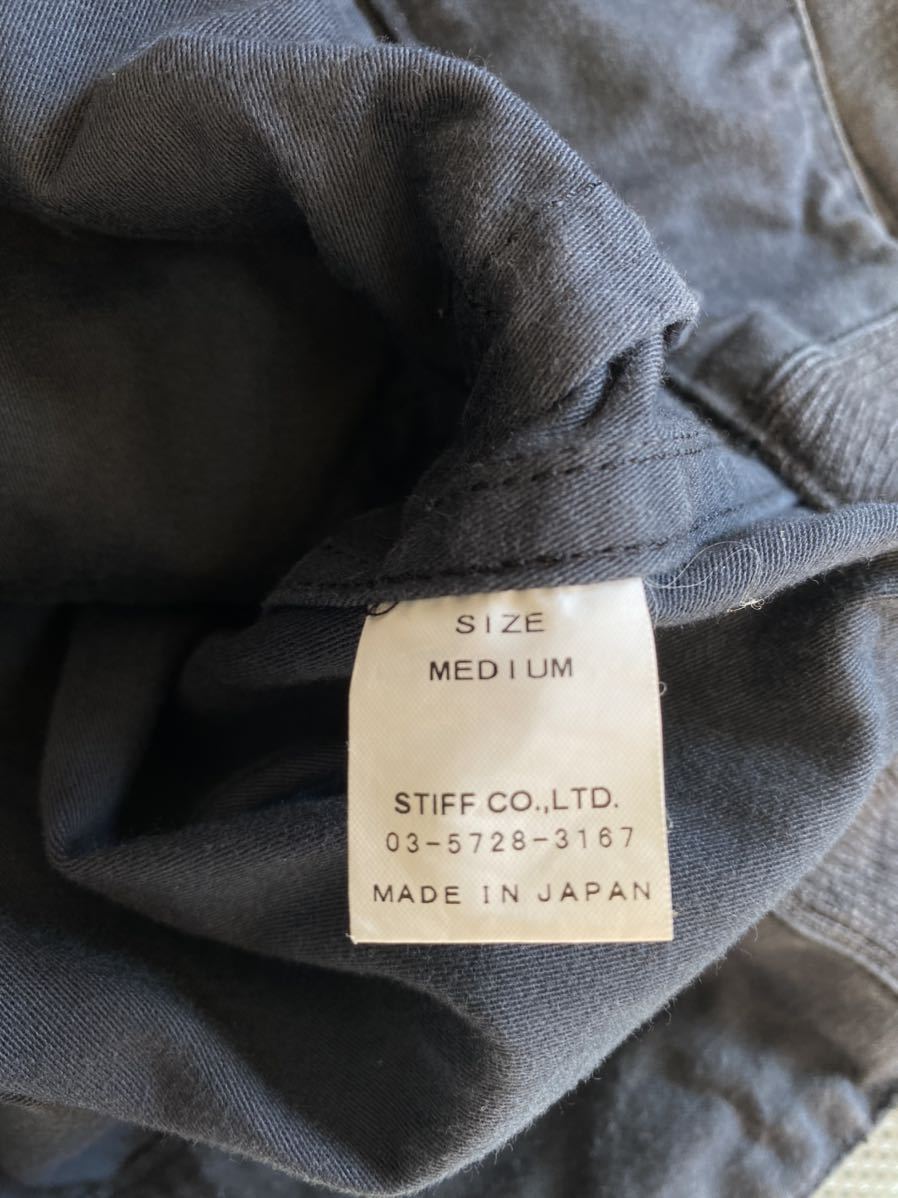 SIZE
MEDIUM
STIFF CO.,LTD.
03-5728-3167
MADE IN JAPAN